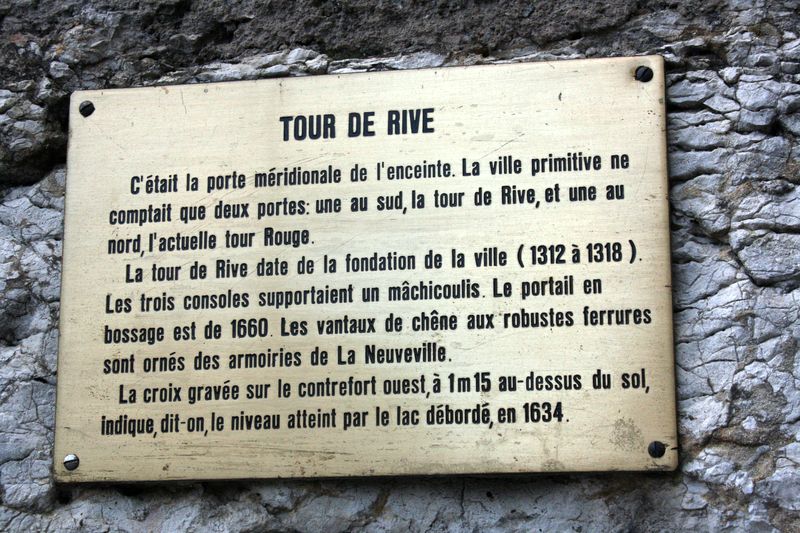 TOUR DE RIVE
C'était la porte méridionale de l'enceinte. La ville primitive ne
comptait que deux portes: une au sud, la tour de Rive, et une au
nord, l'actuelle tour Rouge.
La tour de Rive date de la fondation de la ville (1312 à 1318).
Les trois consoles supportaient un mâchicoulis. Le portail en
bossage est de 1660. Les vantaux de chêne aux robustes ferrures
sont ornés des armoiries de La Neuveville.
La croix gravée sur le contrefort ouest, à 1m15 au-dessus du sol,
indique, dit-on, le niveau atteint par le lac débordé, en 1634.